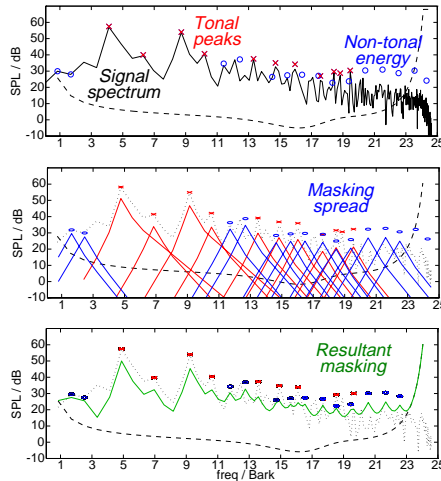 SPL / dB
60
50
40
30
20
10
0
-10
Tonal
peaks
Non-tonal
energy
Signal
spectrum
1 3 5 7 9 11 13 15 17 19 21 23 25
SPL / dB
60
50
40
30
20
10
0
Masking
spread
1 3 5 7 9 11 13 15 17 19 21 23 25
SPL / dB
60
50
40
30
20
10
0
-10
Resultant
masking
1 3 5 7 9 11 13 15 17 19 21 23 25
freq / Bark